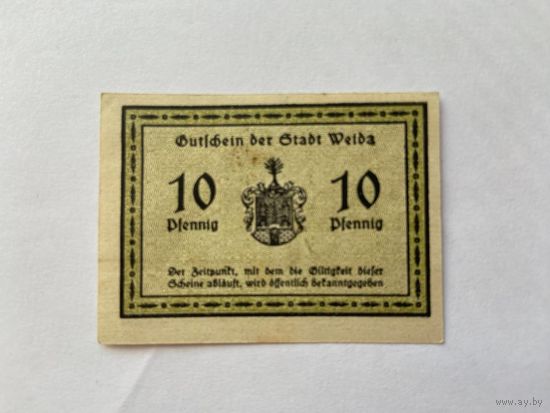 Gutschein der Stadt Weida
10 10
Pfennig Pfennig
Der Zeitpunkt, mit dem die Gültigkeit dieser
Scheine abläuft, wird öffentlich bekanntgegeben
www.ay.by